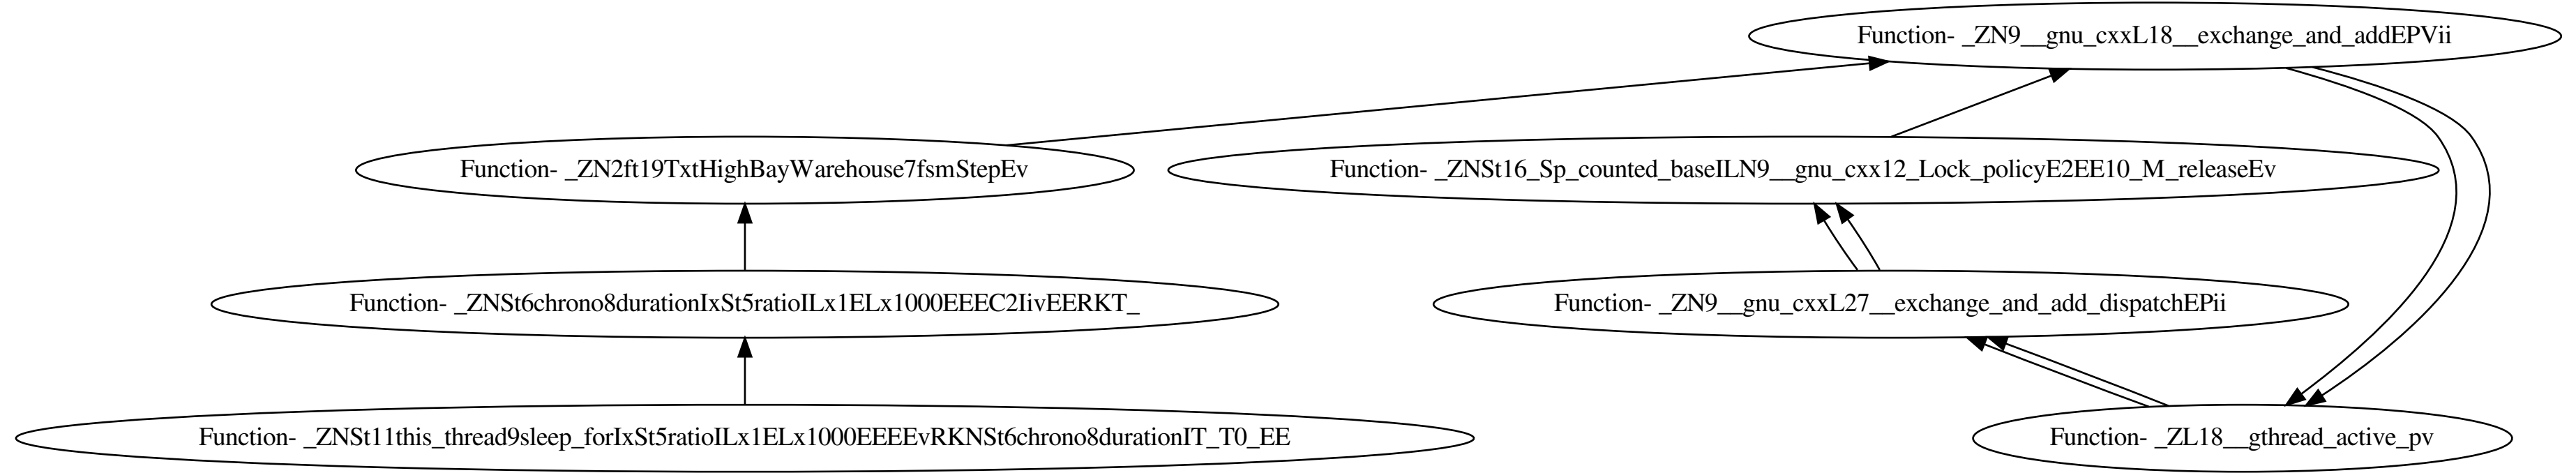 Function- _ZN9__gnu_cxxL18__exchange_and_addEPVii
Function- _ZN2ft19TxtHighBayWarehouse7fsmStepEv
Function- _ZNSt16_Sp_counted_baseILN9__gnu_cxx12_Lock_policyE2EE10_M_releaseEv
Function- _ZNSt6chrono8durationIxSt5ratioILx1ELx1000EEEC2IivEERKT_
Function- _ZN9__gnu_cxxL27__exchange_and_add_dispatchEPii
Function- _ZNSt11this_thread9sleep_forIxSt5ratioILx1ELx1000EEEEvRKNSt6chrono8durationIT_T0_EE
Function- _ZL18__gthread_active_pv